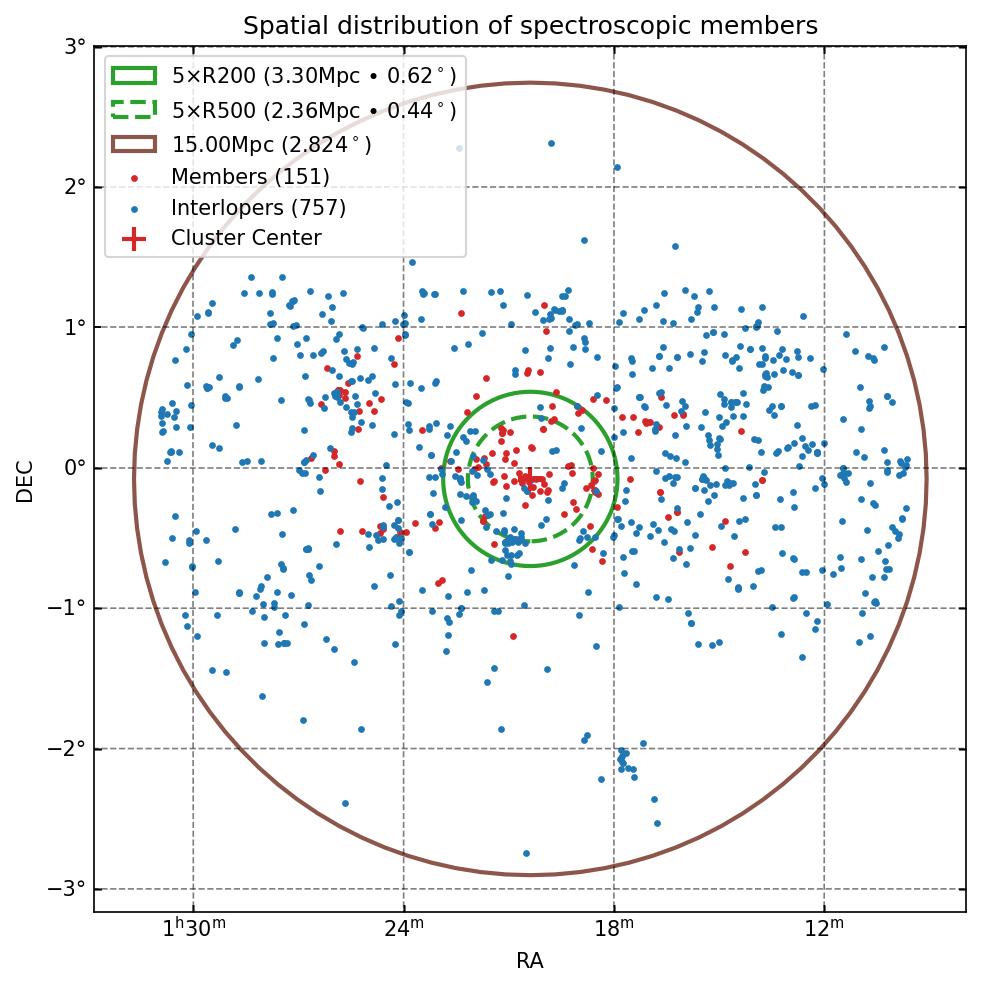 Spatial distribution of spectroscopic members
5×R200 (3.30Mpc • 0.62°)
5×R500 (2.36Mpc • 0.44°)
15.00Mpc (2.824°)
Members (151)
Interlopers (757)
Cluster Center
3°
2°
1°
0°
−1°
−2°
−3°
DEC
1ʰ30ᵐ 24ᵐ 18ᵐ 12ᵐ
RA